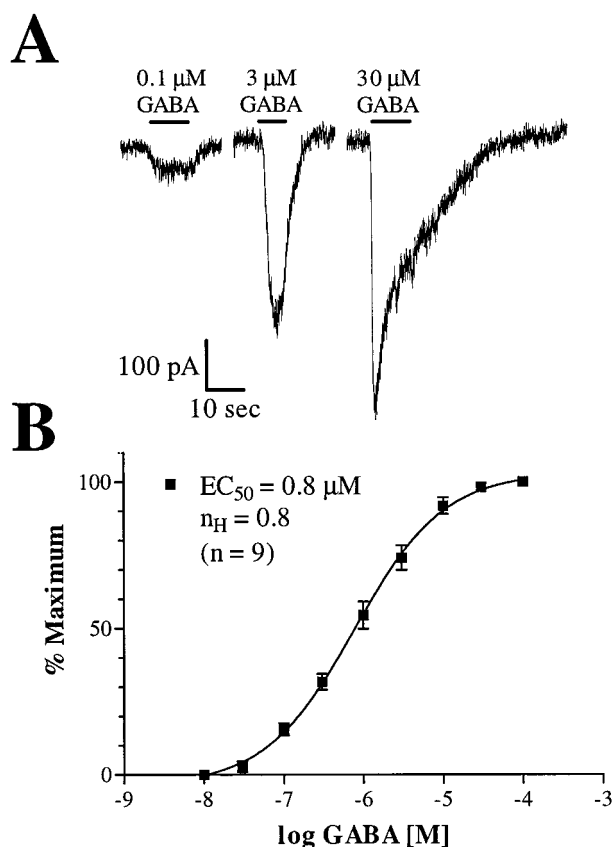 A
0.1 µM 3 µM 30 µM
GABA GABA GABA
100 pA
10 sec
B
EC50 = 0.8 µM
nH = 0.8
(n = 9)
100
50
0
% Maximum
-9 -8 -7 -6 -5 -4 -3
log GABA [M]